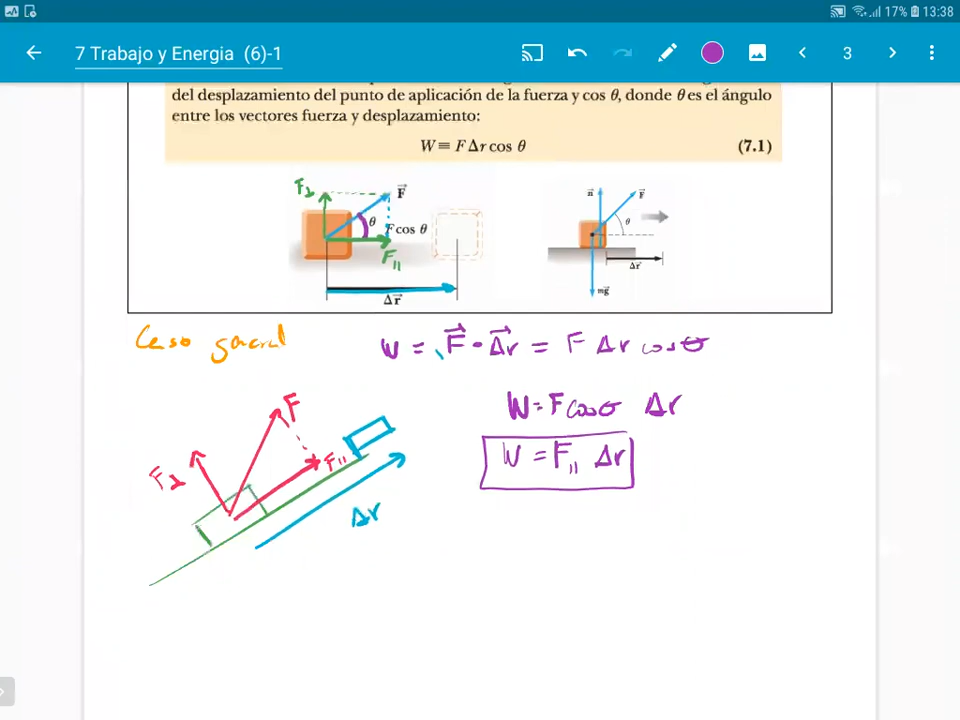 17% 13:38
7 Trabajo y Energia (6)-1
3
del desplazamiento del punto de aplicación de la fuerza y cos θ, donde θ es el ángulo
entre los vectores fuerza y desplazamiento:
W ≡ F Δr cos θ (7.1)
F⊥
F⃗
θ
F cos θ
F∥
Δr⃗
n⃗
F⃗
θ
Δr⃗
mg⃗
Caso general
W = F⃗ · Δr⃗ = F Δr cos θ
W = F cos θ Δr
W = F∥ Δr
F
F⊥
F∥
Δr